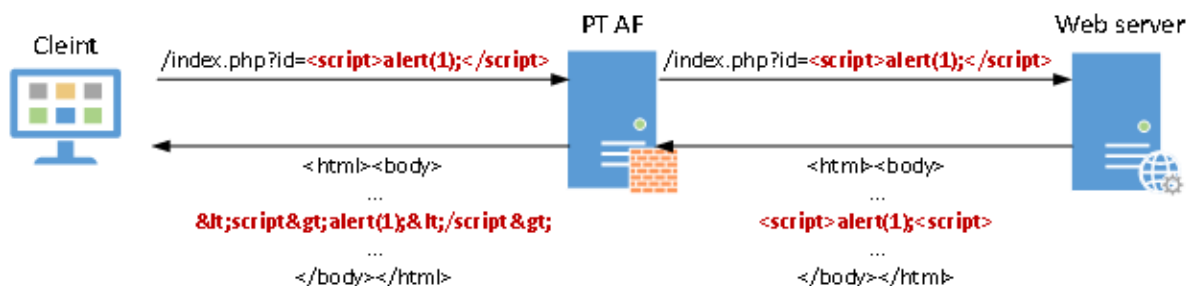 Cleint
PT AF
Web server
/index.php?id=<script>alert(1);</script>
/index.php?id=<script>alert(1);</script>
<html><body>
...
&lt;script&gt;alert(1);&lt;/script&gt;
...
</body></html>
<html><body>
...
<script>alert(1);<script>
...
</body></html>